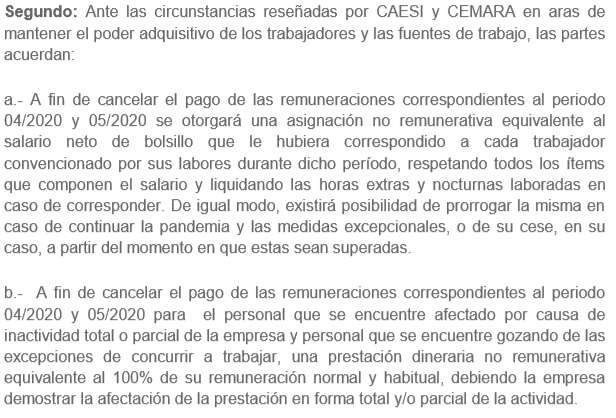 Segundo: Ante las circunstancias reseñadas por CAESI y CEMARA en aras de
mantener el poder adquisitivo de los trabajadores y las fuentes de trabajo, las partes
acuerdan:
a.- A fin de cancelar el pago de las remuneraciones correspondientes al periodo
04/2020 y 05/2020 se otorgará una asignación no remunerativa equivalente al
salario neto de bolsillo que le hubiera correspondido a cada trabajador
convencionado por sus labores durante dicho período, respetando todos los ítems
que componen el salario y liquidando las horas extras y nocturnas laboradas en
caso de corresponder. De igual modo, existirá posibilidad de prorrogar la misma en
caso de continuar la pandemia y las medidas excepcionales, o de su cese, en su
caso, a partir del momento en que estas sean superadas.
b.- A fin de cancelar el pago de las remuneraciones correspondientes al periodo
04/2020 y 05/2020 para el personal que se encuentre afectado por causa de
inactividad total o parcial de la empresa y personal que se encuentre gozando de las
excepciones de concurrir a trabajar, una prestación dineraria no remunerativa
equivalente al 100% de su remuneración normal y habitual, debiendo la empresa
demostrar la afectación de la prestación en forma total y/o parcial de la actividad.